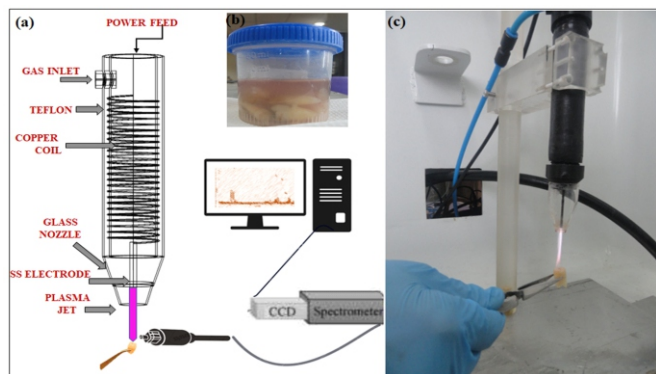 (a)
POWER FEED
GAS INLET
TEFLON
COPPER
COIL
GLASS
NOZZLE
SS ELECTRODE
PLASMA
JET
(b)
CCD
Spectrometer
(c)